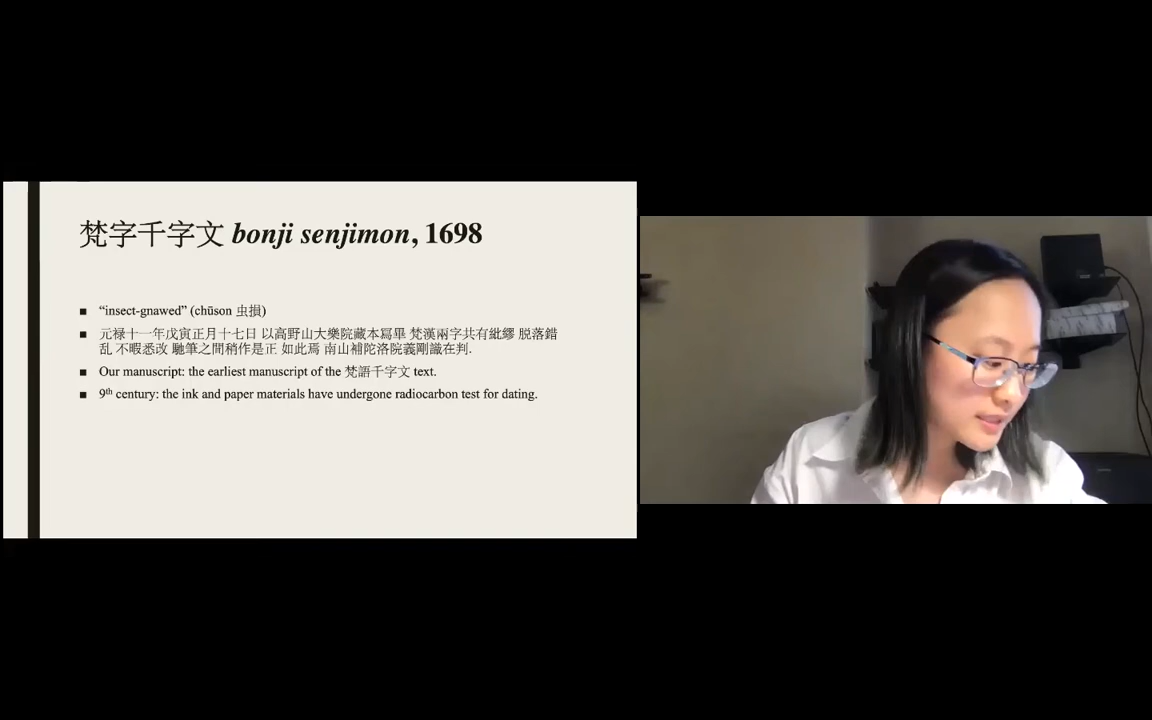 梵字千字文 bonji senjimon, 1698
“insect-gnawed” (chūson 虫損)
元禄十一年戊寅正月十七日 以高野山大樂院藏本寫畢 梵漢兩字共有紕繆 脱落錯
乱 不暇悉改 馳筆之間稍作是正 如此焉 南山補陀洛院義剛識在判.
Our manuscript: the earliest manuscript of the 梵語千字文 text.
9th century: the ink and paper materials have undergone radiocarbon test for dating.